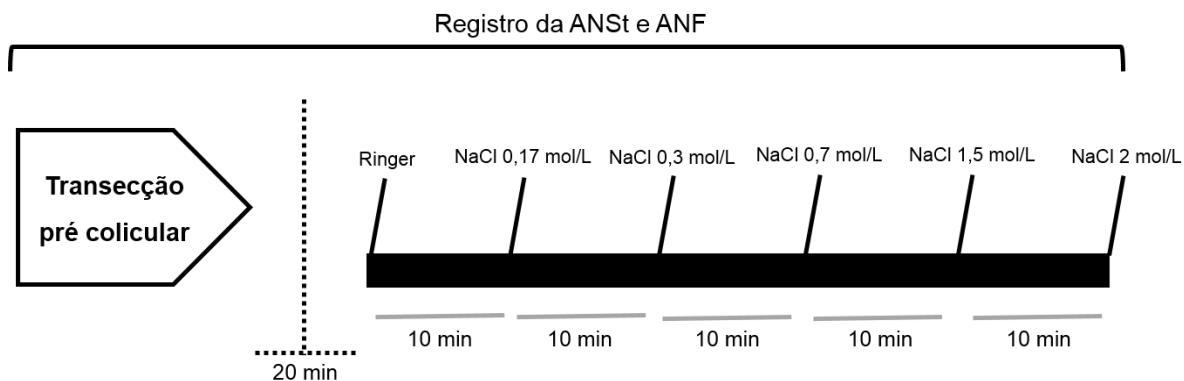 Registro da ANSt e ANF
Transecção
pré colicular
Ringer
NaCl 0,17 mol/L
NaCl 0,3 mol/L
NaCl 0,7 mol/L
NaCl 1,5 mol/L
NaCl 2 mol/L
10 min
10 min
10 min
10 min
10 min
20 min